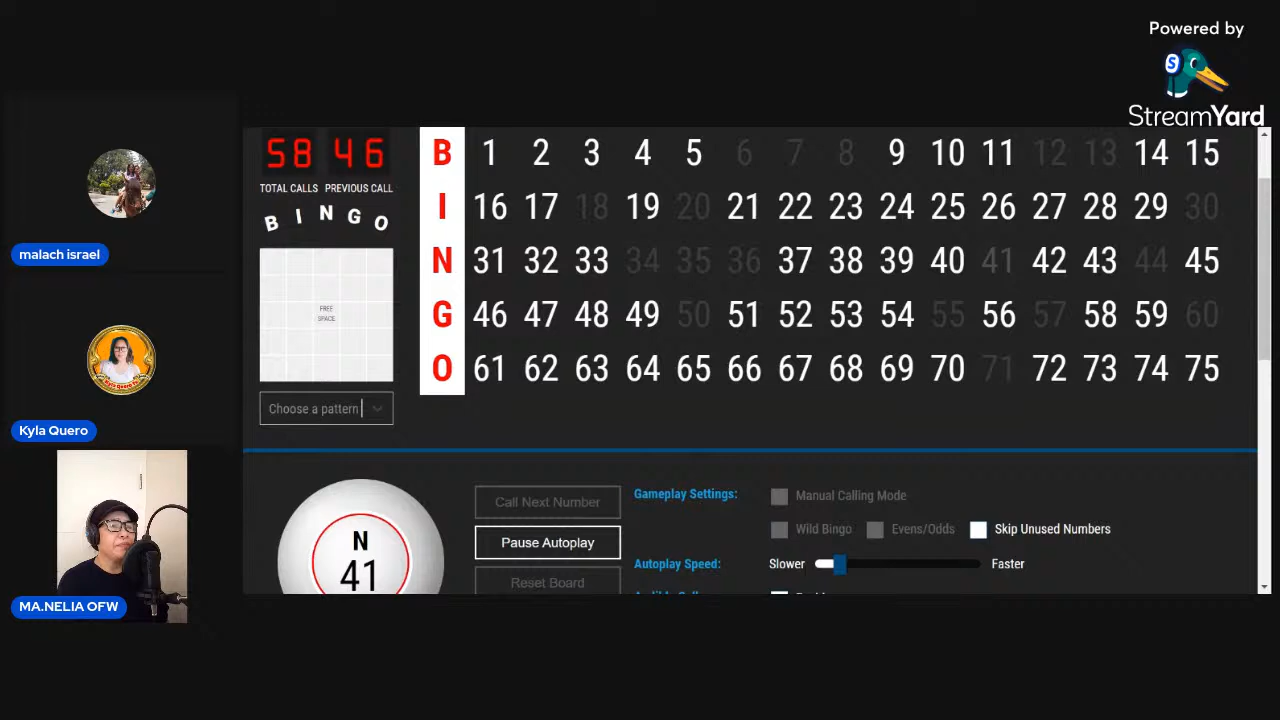 Powered by
StreamYard
malach israel
Kyla Quero
MA.NELIA OFW
58 46
TOTAL CALLS PREVIOUS CALL
BINGO
FREE
SPACE
Choose a pattern
B 1 2 3 4 5 6 7 8 9 10 11 12 13 14 15
I 16 17 18 19 20 21 22 23 24 25 26 27 28 29 30
N 31 32 33 34 35 36 37 38 39 40 41 42 43 44 45
G 46 47 48 49 50 51 52 53 54 55 56 57 58 59 60
O 61 62 63 64 65 66 67 68 69 70 71 72 73 74 75
N
41
Call Next Number
Pause Autoplay
Reset Board
Gameplay Settings: Manual Calling Mode
Wild Bingo Evens/Odds Skip Unused Numbers
Autoplay Speed: Slower Faster